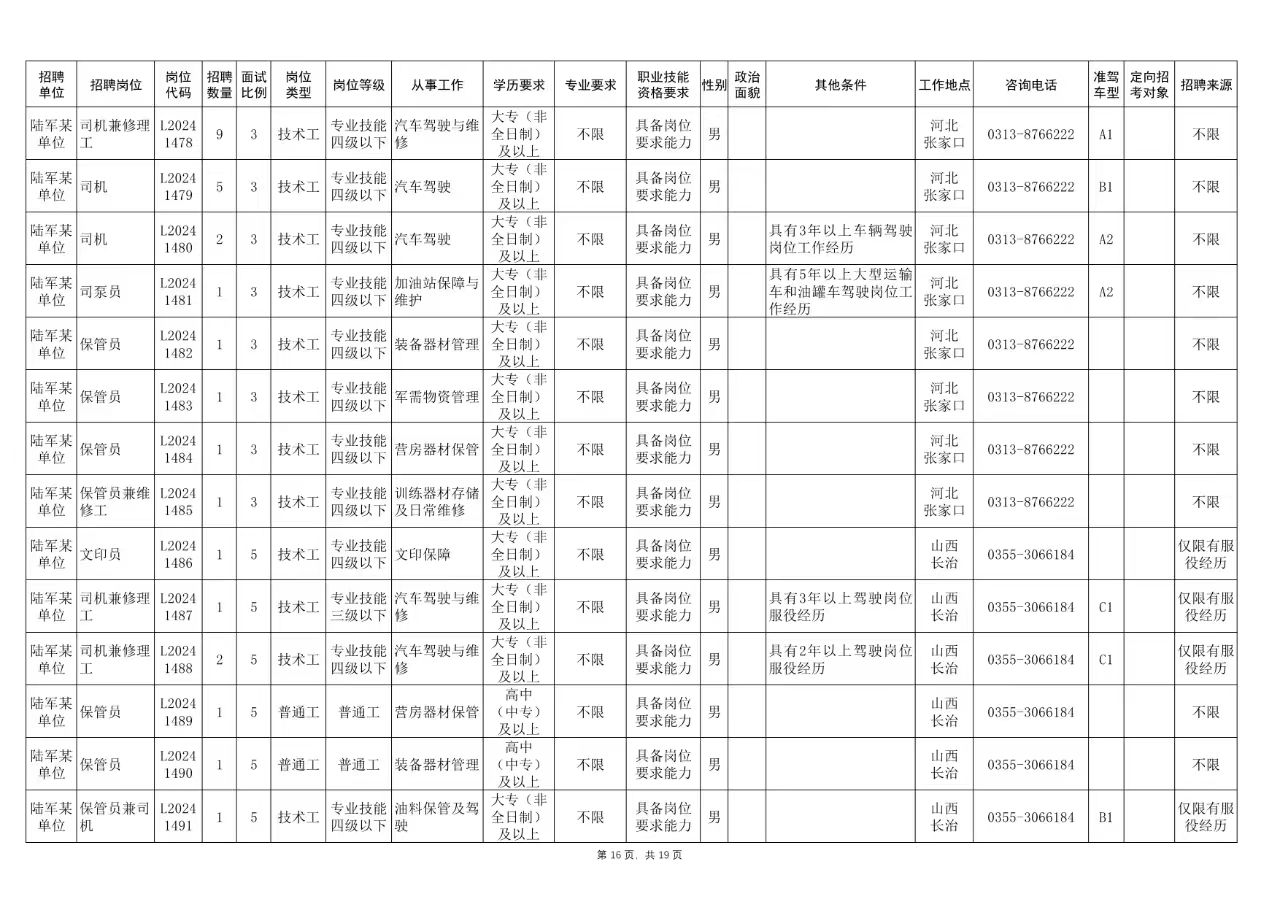 招聘单位 招聘岗位 岗位代码 招聘数量 面试比例 岗位类型 岗位等级 从事工作 学历要求 专业要求 职业技能资格要求 性别 政治面貌 其他条件 工作地点 咨询电话 准驾车型 定向招考对象 招聘来源
陆军某单位 司机兼修理工 L20241478 9 3 技术工 专业技能四级以下 汽车驾驶与维修 大专（非全日制）及以上 不限 具备岗位要求能力 男 河北张家口 0313-8766222 A1 不限
陆军某单位 司机 L20241479 5 3 技术工 专业技能四级以下 汽车驾驶 大专（非全日制）及以上 不限 具备岗位要求能力 男 河北张家口 0313-8766222 B1 不限
陆军某单位 司机 L20241480 2 3 技术工 专业技能四级以下 汽车驾驶 大专（非全日制）及以上 不限 具备岗位要求能力 男 具有3年以上车辆驾驶岗位工作经历 河北张家口 0313-8766222 A2 不限
陆军某单位 司泵员 L20241481 1 3 技术工 专业技能四级以下 加油站保障与维护 大专（非全日制）及以上 不限 具备岗位要求能力 男 具有5年以上大型运输车和油罐车驾驶岗位工作经历 河北张家口 0313-8766222 A2 不限
陆军某单位 保管员 L20241482 1 3 技术工 专业技能四级以下 装备器材管理 大专（非全日制）及以上 不限 具备岗位要求能力 男 河北张家口 0313-8766222 不限
陆军某单位 保管员 L20241483 1 3 技术工 专业技能四级以下 军需物资管理 大专（非全日制）及以上 不限 具备岗位要求能力 男 河北张家口 0313-8766222 不限
陆军某单位 保管员 L20241484 1 3 技术工 专业技能四级以下 营房器材保管 大专（非全日制）及以上 不限 具备岗位要求能力 男 河北张家口 0313-8766222 不限
陆军某单位 保管员兼维修工 L20241485 1 3 技术工 专业技能四级以下 训练器材存储及日常维修 大专（非全日制）及以上 不限 具备岗位要求能力 男 河北张家口 0313-8766222 不限
陆军某单位 文印员 L20241486 1 5 技术工 专业技能四级以下 文印保障 大专（非全日制）及以上 不限 具备岗位要求能力 男 山西长治 0355-3066184 仅限有服役经历
陆军某单位 司机兼修理工 L20241487 1 5 技术工 专业技能三级以下 汽车驾驶与维修 大专（非全日制）及以上 不限 具备岗位要求能力 男 具有3年以上驾驶岗位服役经历 山西长治 0355-3066184 C1 仅限有服役经历
陆军某单位 司机兼修理工 L20241488 2 5 技术工 专业技能四级以下 汽车驾驶与维修 大专（非全日制）及以上 不限 具备岗位要求能力 男 具有2年以上驾驶岗位服役经历 山西长治 0355-3066184 C1 仅限有服役经历
陆军某单位 保管员 L20241489 1 5 普通工 普通工 营房器材保管 高中（中专）及以上 不限 具备岗位要求能力 男 山西长治 0355-3066184 不限
陆军某单位 保管员 L20241490 1 5 普通工 普通工 装备器材管理 高中（中专）及以上 不限 具备岗位要求能力 男 山西长治 0355-3066184 不限
陆军某单位 保管员兼司机 L20241491 1 5 技术工 专业技能四级以下 油料保管及驾驶 大专（非全日制）及以上 不限 具备岗位要求能力 男 山西长治 0355-3066184 B1 仅限有服役经历
第 16 页，共 19 页